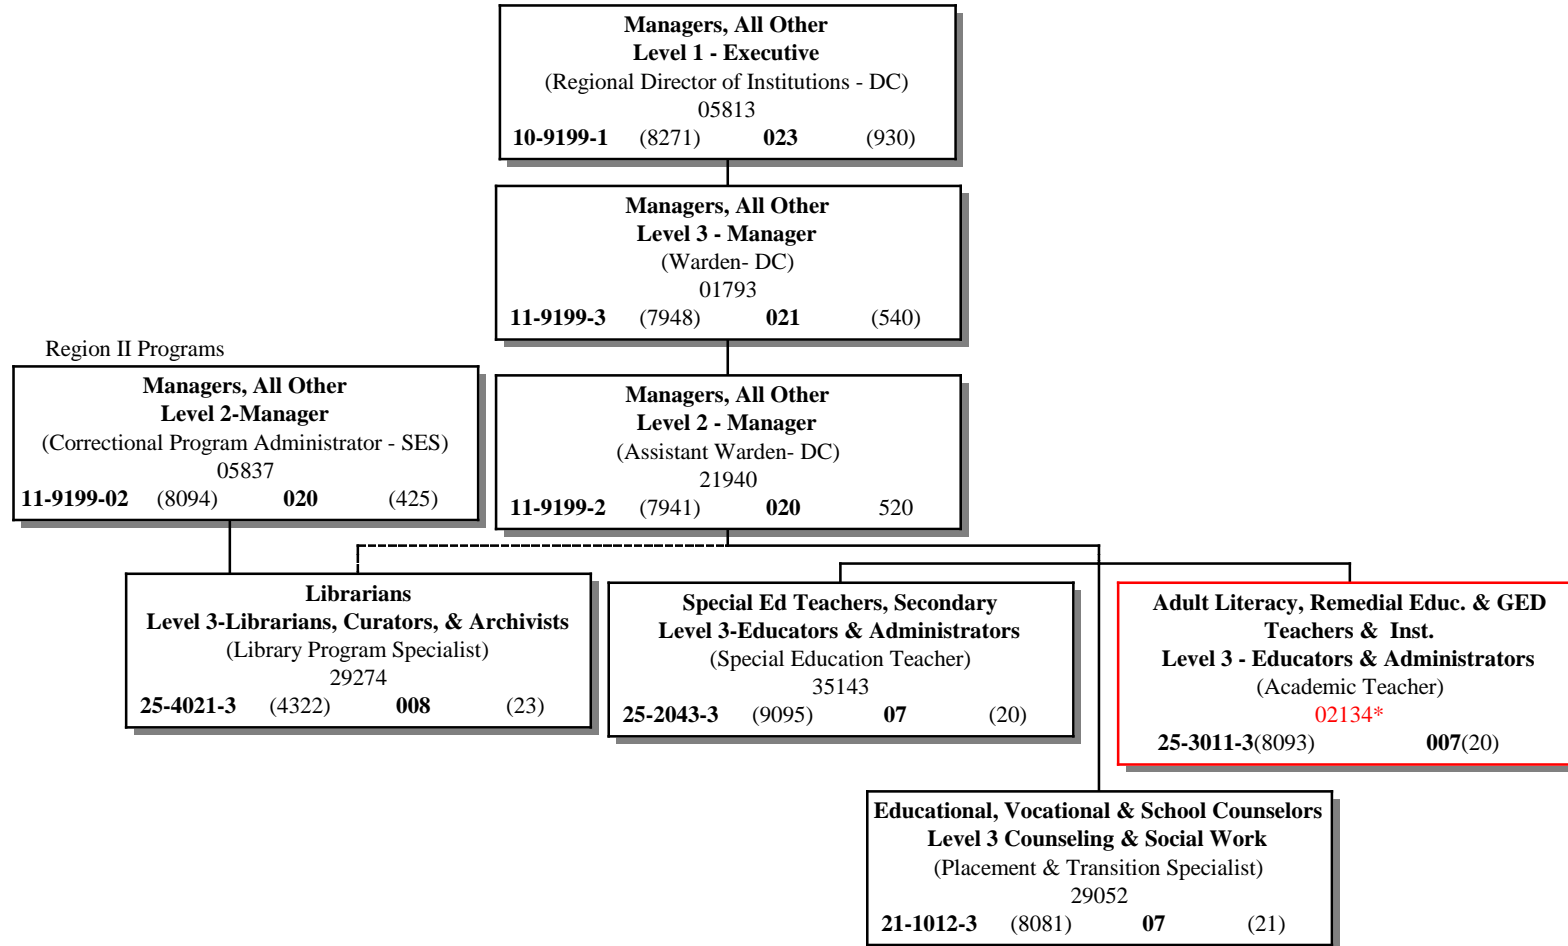 Managers, All Other
Level 1 - Executive
(Regional Director of Institutions - DC)
05813
10-9199-1 (8271) 023 (930)
Managers, All Other
Level 3 - Manager
(Warden- DC)
01793
11-9199-3 (7948) 021 (540)
Region II Programs
Managers, All Other
Level 2-Manager
(Correctional Program Administrator - SES)
05837
11-9199-02 (8094) 020 (425)
Managers, All Other
Level 2 - Manager
(Assistant Warden- DC)
21940
11-9199-2 (7941) 020 520
Librarians
Level 3-Librarians, Curators, & Archivists
(Library Program Specialist)
29274
25-4021-3 (4322) 008 (23)
Special Ed Teachers, Secondary
Level 3-Educators & Administrators
(Special Education Teacher)
35143
25-2043-3 (9095) 07 (20)
Adult Literacy, Remedial Educ. & GED
Teachers & Inst.
Level 3 - Educators & Administrators
(Academic Teacher)
02134*
25-3011-3(8093) 007(20)
Educational, Vocational & School Counselors
Level 3 Counseling & Social Work
(Placement & Transition Specialist)
29052
21-1012-3 (8081) 07 (21)